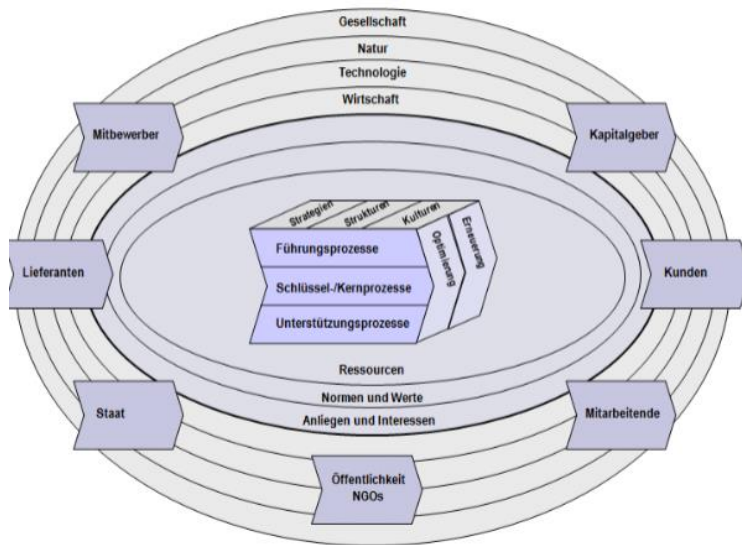 Gesellschaft
Natur
Technologie
Wirtschaft
Mitbewerber
Kapitalgeber
Strategien
Strukturen
Kulturen
Führungsprozesse
Optimierung
Erneuerung
Lieferanten
Schlüssel-/Kernprozesse
Kunden
Unterstützungsprozesse
Ressourcen
Normen und Werte
Anliegen und Interessen
Staat
Mitarbeitende
Öffentlichkeit
NGOs